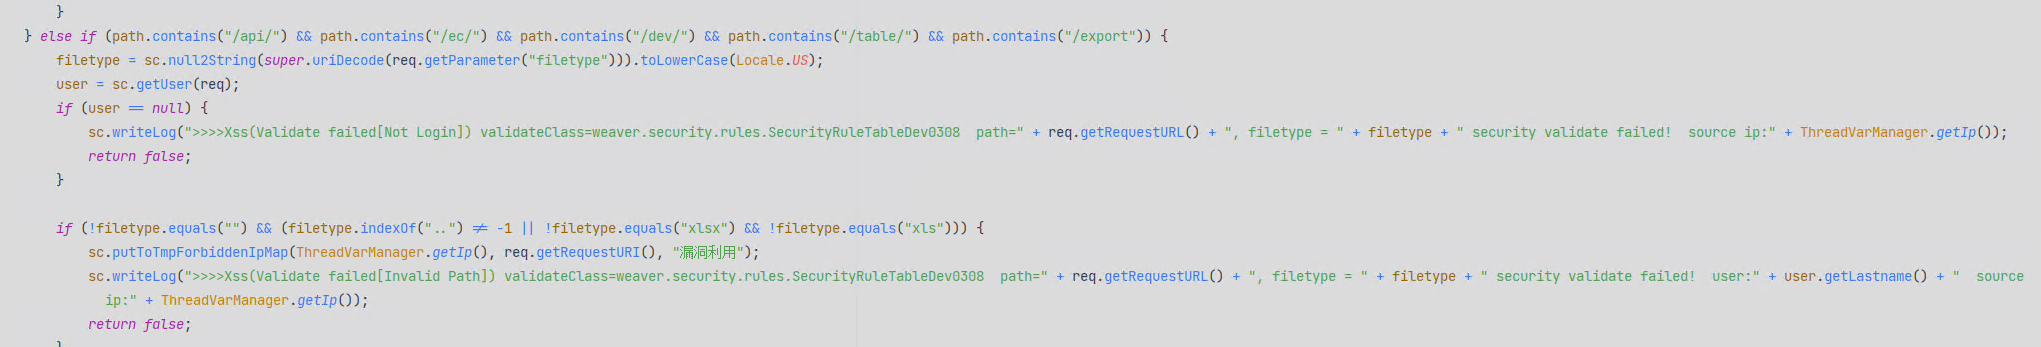 }
} else if (path.contains("/api/") && path.contains("/ec/") && path.contains("/dev/") && path.contains("/table/") && path.contains("/export")) {
filetype = sc.null2String(super.uriDecode(req.getParameter("filetype"))).toLowerCase(Locale.US);
user = sc.getUser(req);
if (user == null) {
sc.writeLog(">>>>Xss(Validate failed[Not Login]) validateClass=weaver.security.rules.SecurityRuleTableDev0308  path=" + req.getRequestURL() + ", filetype = " + filetype + " security validate failed!  source ip:" + ThreadVarManager.getIp());
return false;
}
if (!filetype.equals("") && (filetype.indexOf("..") != -1 || !filetype.equals("xlsx") && !filetype.equals("xls"))) {
sc.putToTmpForbiddenIpMap(ThreadVarManager.getIp(), req.getRequestURI(), "漏洞利用");
sc.writeLog(">>>>Xss(Validate failed[Invalid Path]) validateClass=weaver.security.rules.SecurityRuleTableDev0308  path=" + req.getRequestURL() + ", filetype = " + filetype + " security validate failed!  user:" + user.getLastname() + "  source
ip:" + ThreadVarManager.getIp());
return false;
}